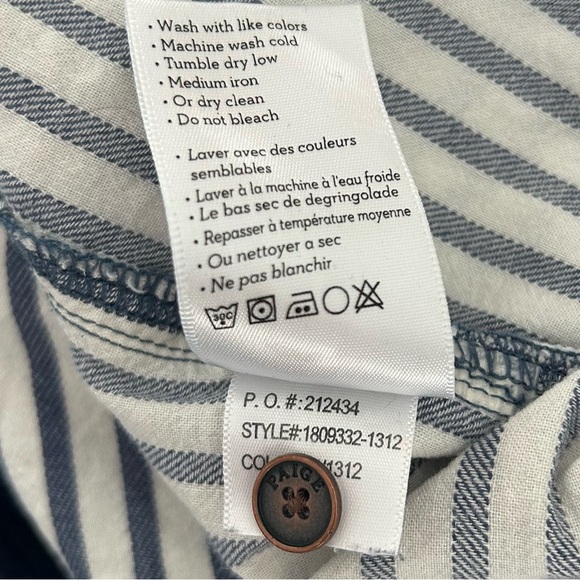 • Wash with like colors
• Machine wash cold
• Tumble dry low
• Medium iron
• Or dry clean
• Do not bleach
• Laver avec des couleurs
semblables
• Laver à la machine à l'eau froide
• Le bas sec de degringolade
• Repasser à température moyenne
• Ou nettoyer a sec
• Ne pas blanchir
30C
P. O. #:212434
STYLE#:1809332-1312
1312
PAIGE